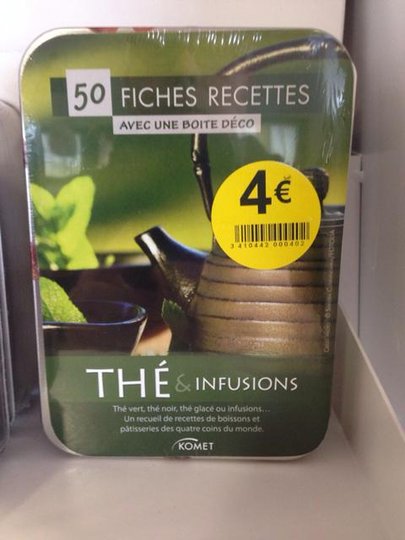 50 FICHES RECETTES
AVEC UNE BOITE DÉCO
4€
3 410442 000402
THÉ & INFUSIONS
Thé vert, thé noir, thé glacé ou infusions...
Un recueil de recettes de boissons et
pâtisseries des quatre coins du monde.
KOMET